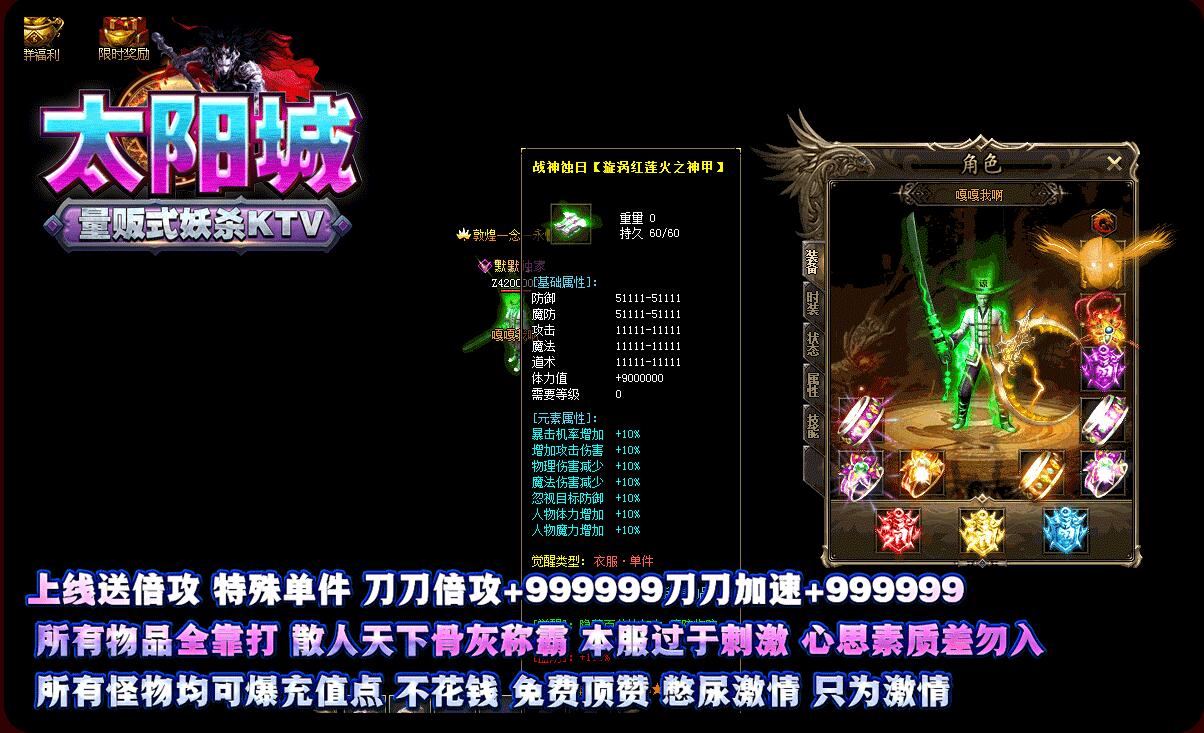 群福利
限时奖励
太阳城
量贩式妖杀KTV
战神蚀日【漩涡红莲火之神甲】
重量 0
持久 60/60
敦煌一念一永
默默独家
[基础属性]:
防御 51111-51111
魔防 51111-51111
攻击 11111-11111
魔法 11111-11111
道术 11111-11111
体力值 +9000000
需要等级 0
[元素属性]:
暴击机率增加 +10%
增加攻击伤害 +10%
物理伤害减少 +10%
魔法伤害减少 +10%
忽视目标防御 +10%
人物体力增加 +10%
人物魔力增加 +10%
觉醒类型: 衣服·单件
角色
嘎嘎我啊
装备
时装
状态
属性
技能
上线送倍攻 特殊单件 刀刀倍攻+999999刀刀加速+999999
所有物品全靠打 散人天下骨灰称霸 本服过于刺激 心思素质差勿入
所有怪物均可爆充值点 不花钱 免费顶赞 憋尿激情 只为激情